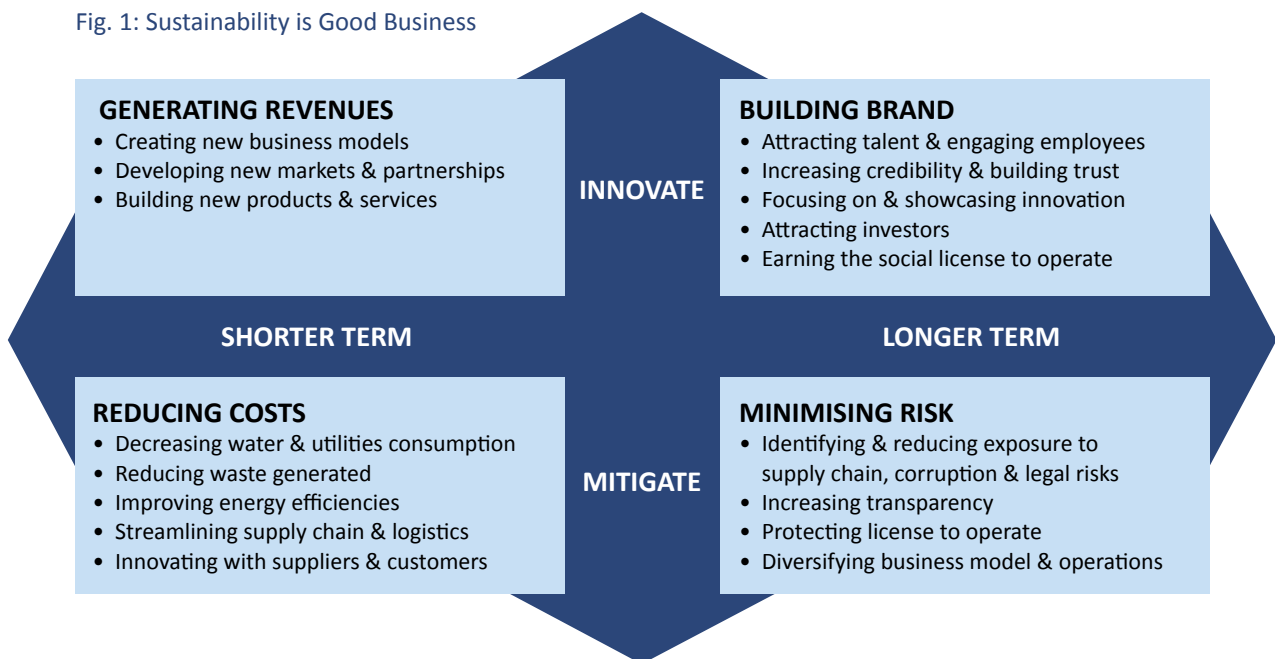 Fig. 1: Sustainability is Good Business
GENERATING REVENUES
• Creating new business models
• Developing new markets & partnerships
• Building new products & services
INNOVATE
BUILDING BRAND
• Attracting talent & engaging employees
• Increasing credibility & building trust
• Focusing on & showcasing innovation
• Attracting investors
• Earning the social license to operate
SHORTER TERM
LONGER TERM
REDUCING COSTS
• Decreasing water & utilities consumption
• Reducing waste generated
• Improving energy efficiencies
• Streamlining supply chain & logistics
• Innovating with suppliers & customers
MITIGATE
MINIMISING RISK
• Identifying & reducing exposure to
supply chain, corruption & legal risks
• Increasing transparency
• Protecting license to operate
• Diversifying business model & operations